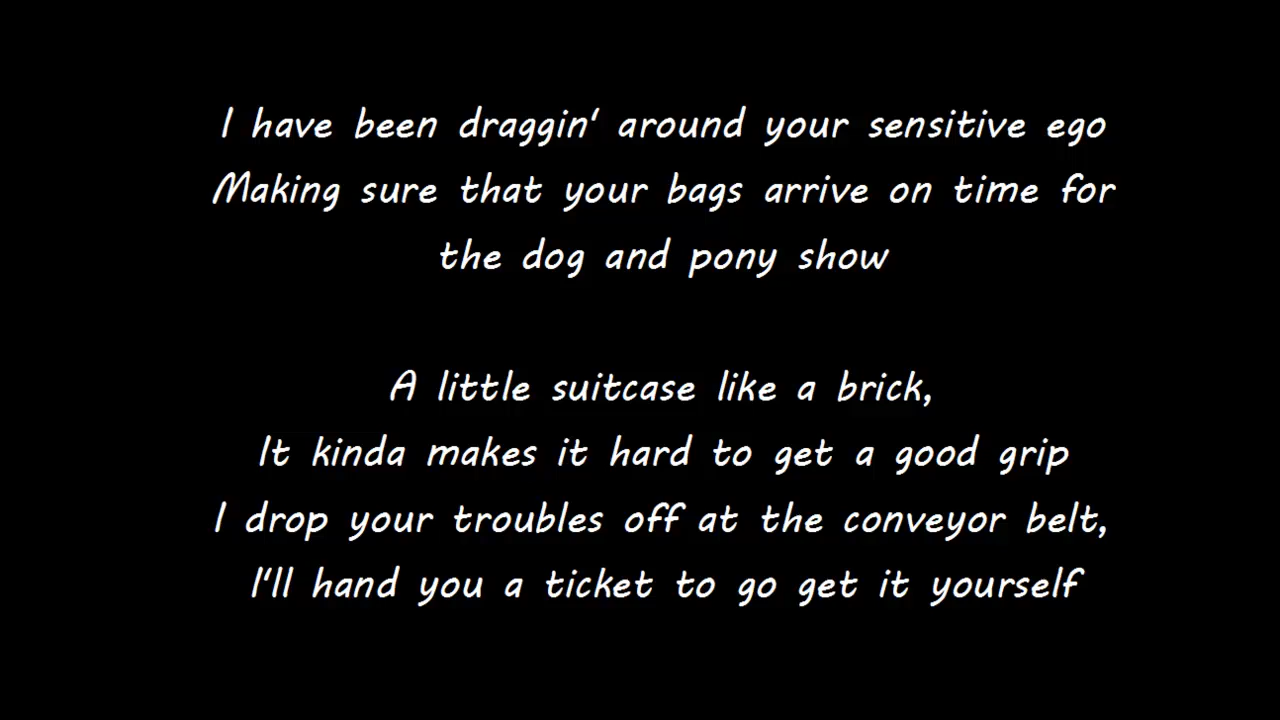 I have been draggin' around your sensitive ego
Making sure that your bags arrive on time for
the dog and pony show
A little suitcase like a brick,
It kinda makes it hard to get a good grip
I drop your troubles off at the conveyor belt,
I'll hand you a ticket to go get it yourself